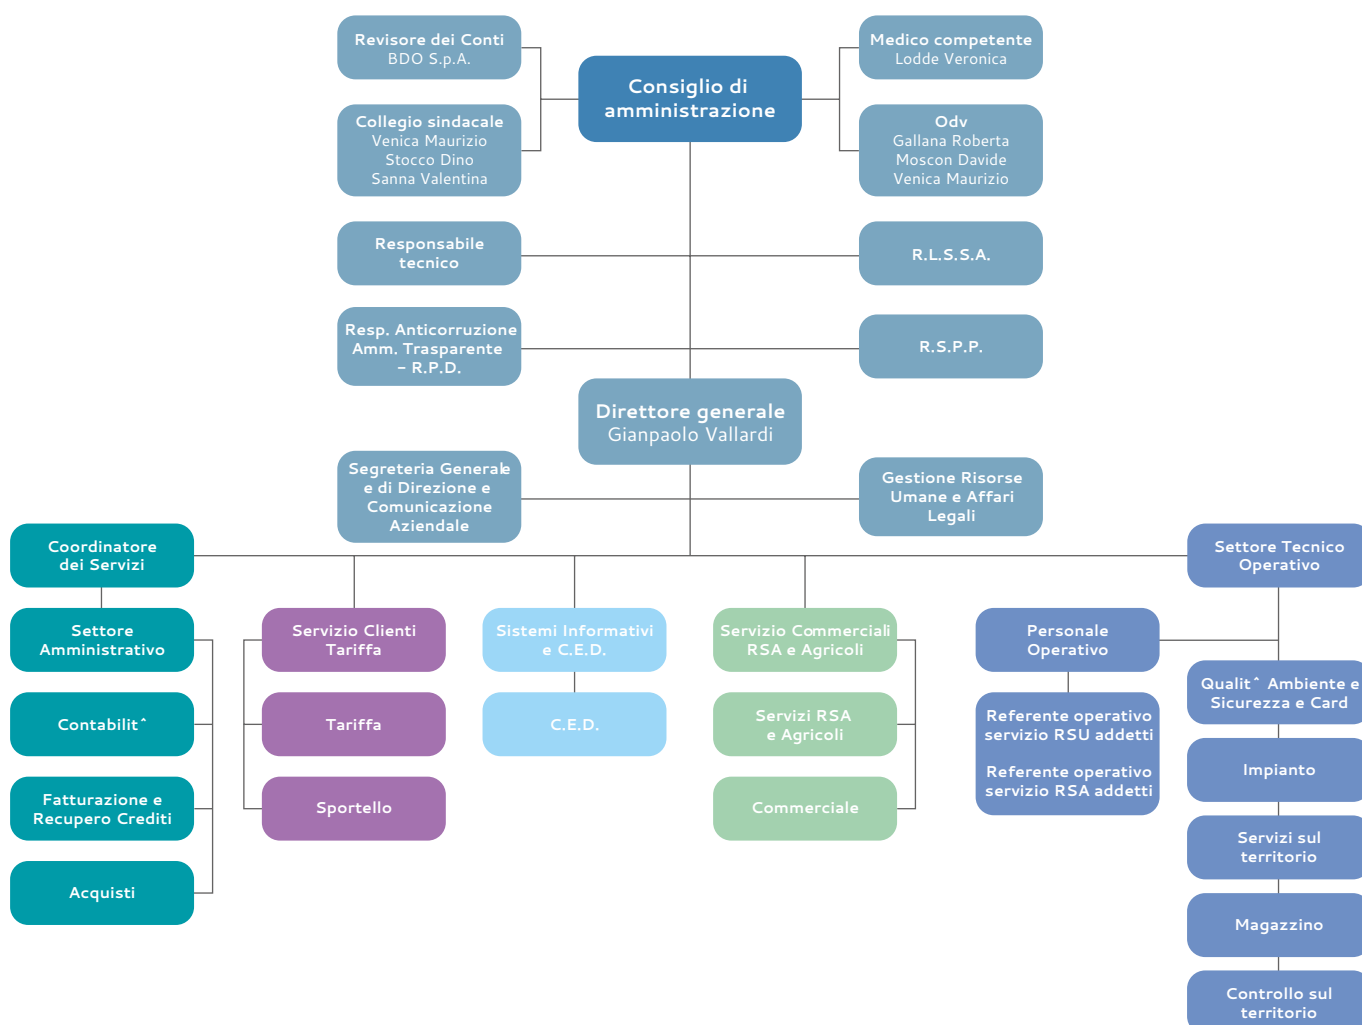 Revisore dei Conti
BDO S.p.A.
Medico competente
Lodde Veronica
Consiglio di
amministrazione
Collegio sindacale
Venica Maurizio
Stocco Dino
Sanna Valentina
Odv
Gallana Roberta
Moscon Davide
Venica Maurizio
Responsabile
tecnico
R.L.S.S.A.
Resp. Anticorruzione
Amm. Trasparente
- R.P.D.
R.S.P.P.
Direttore generale
Gianpaolo Vallardi
Segreteria Generale
e di Direzione e
Comunicazione
Aziendale
Gestione Risorse
Umane e Affari
Legali
Coordinatore
dei Servizi
Settore Tecnico
Operativo
Settore
Amministrativo
Servizio Clienti
Tariffa
Sistemi Informativi
e C.E.D.
Servizio Commerciali
RSA e Agricoli
Personale
Operativo
Qualitˆ Ambiente e
Sicurezza e Card
Contabilitˆ
Tariffa
C.E.D.
Servizi RSA
e Agricoli
Referente operativo
servizio RSU addetti
Referente operativo
servizio RSA addetti
Impianto
Fatturazione e
Recupero Crediti
Sportello
Commerciale
Servizi sul
territorio
Acquisti
Magazzino
Controllo sul
territorio